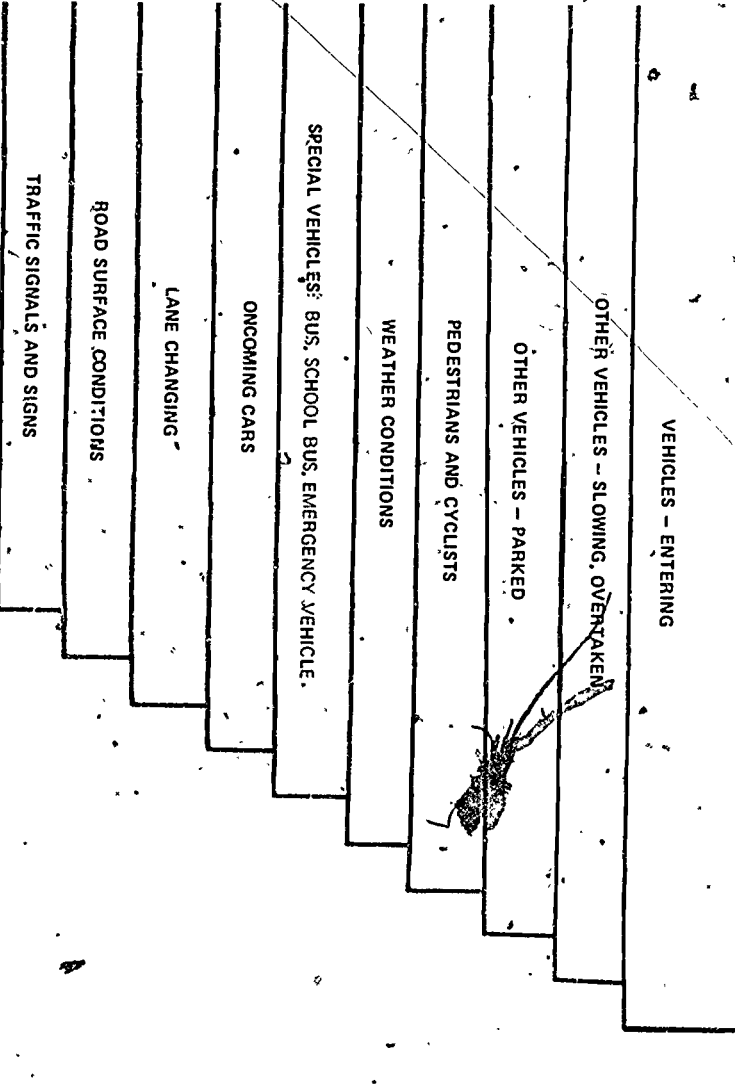 VEHICLES – ENTERING
OTHER VEHICLES – SLOWING, OVERTAKEN
OTHER VEHICLES – PARKED
PEDESTRIANS AND CYCLISTS
WEATHER CONDITIONS
SPECIAL VEHICLES: BUS, SCHOOL BUS, EMERGENCY VEHICLE.
ONCOMING CARS
LANE CHANGING
ROAD SURFACE CONDITIONS
TRAFFIC SIGNALS AND SIGNS